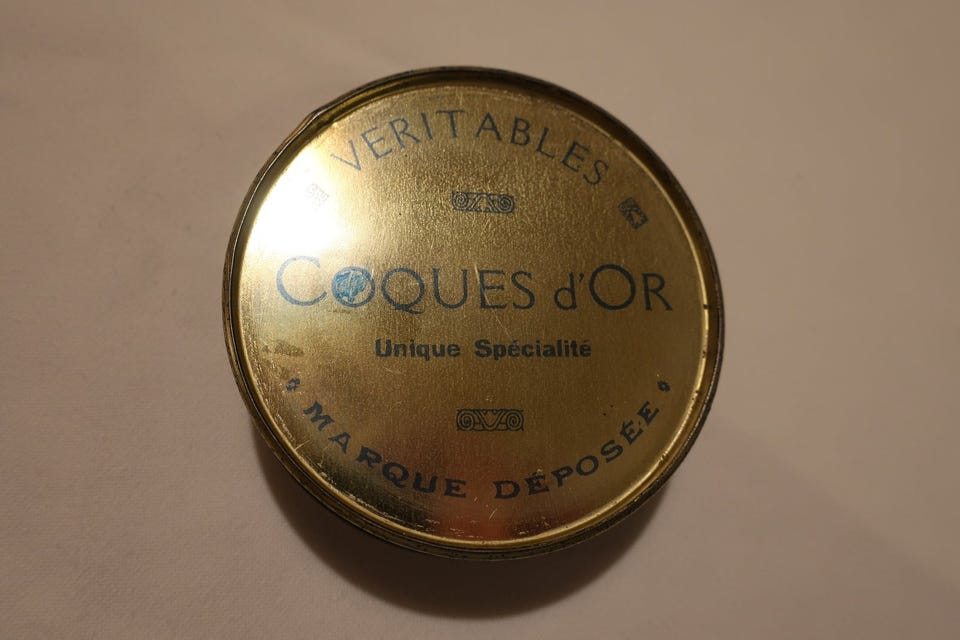 VERITABLES
COQUES d'OR
Unique Spécialité
MARQUE DÉPOSÉE